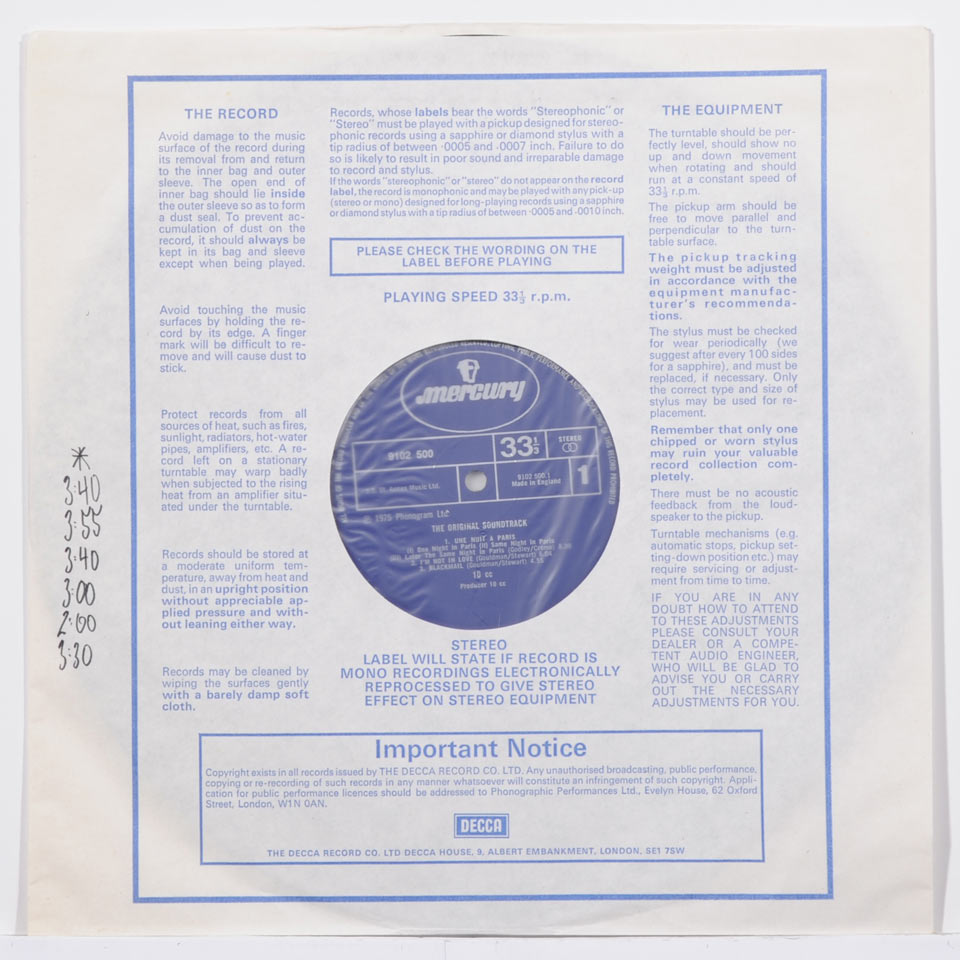 THE RECORD
Avoid damage to the music
surface of the record during
its removal from and return
to the inner bag and outer
sleeve. The open end of
inner bag should lie inside
the outer sleeve so as to form
a dust seal. To prevent ac-
cumulation of dust on the
record, it should always be
kept in its bag and sleeve
except when being played.
Avoid touching the music
surfaces by holding the re-
cord by its edge. A finger
mark will be difficult to re-
move and will cause dust to
stick.
Protect records from all
sources of heat, such as fires,
sunlight, radiators, hot-water
pipes, amplifiers, etc. A re-
cord left on a stationary
turntable may warp badly
when subjected to the rising
heat from an amplifier situ-
ated under the turntable.
Records should be stored at
a moderate uniform tem-
perature, away from heat and
dust, in an upright position
without appreciable ap-
plied pressure and with-
out leaning either way.
Records may be cleaned by
wiping the surfaces gently
with a barely damp soft
cloth.
*
3:40
3:55
3:40
3:00
2:00
3:30
Records, whose labels bear the words "Stereophonic" or
"Stereo" must be played with a pickup designed for stereo-
phonic records using a sapphire or diamond stylus with a
tip radius of between ·0005 and ·0007 inch. Failure to do
so is likely to result in poor sound and irreparable damage
to record and stylus.
If the words "stereophonic" or "stereo" do not appear on the record
label, the record is monophonic and may be played with any pick-up
(stereo or mono) designed for long-playing records using a sapphire
or diamond stylus with a tip radius of between ·0005 and ·0010 inch.
PLEASE CHECK THE WORDING ON THE
LABEL BEFORE PLAYING
PLAYING SPEED 33⅓ r.p.m.
mercury
9102 500
33⅓
STEREO
St. Annes Music Ltd.
9102 500.1
Made in England
1
℗ 1975 Phonogram Ltd
THE ORIGINAL SOUNDTRACK
1. UNE NUIT A PARIS
(i) One Night in Paris (ii) Same Night in Paris
(iii) Later The Same Night in Paris (Godley/Creme)
2. I'M NOT IN LOVE (Gouldman/Stewart) 6.04
3. BLACKMAIL (Gouldman/Stewart) 4.55
10 cc
Producer 10 cc
STEREO
LABEL WILL STATE IF RECORD IS
MONO RECORDINGS ELECTRONICALLY
REPROCESSED TO GIVE STEREO
EFFECT ON STEREO EQUIPMENT
THE EQUIPMENT
The turntable should be per-
fectly level, should show no
up and down movement
when rotating and should
run at a constant speed of
33⅓ r.p.m.
The pickup arm should be
free to move parallel and
perpendicular to the turn-
table surface.
The pickup tracking
weight must be adjusted
in accordance with the
equipment manufac-
turer's recommenda-
tions.
The stylus must be checked
for wear periodically (we
suggest after every 100 sides
for a sapphire), and must be
replaced, if necessary. Only
the correct type and size of
stylus may be used for re-
placement.
Remember that only one
chipped or worn stylus
may ruin your valuable
record collection com-
pletely.
There must be no acoustic
feedback from the loud-
speaker to the pickup.
Turntable mechanisms (e.g.
automatic stops, pickup set-
ting-down position etc.) may
require servicing or adjust-
ment from time to time.
IF YOU ARE IN ANY
DOUBT HOW TO ATTEND
TO THESE ADJUSTMENTS
PLEASE CONSULT YOUR
DEALER OR A COMPE-
TENT AUDIO ENGINEER,
WHO WILL BE GLAD TO
ADVISE YOU OR CARRY
OUT THE NECESSARY
ADJUSTMENTS FOR YOU.
Important Notice
Copyright exists in all records issued by THE DECCA RECORD CO. LTD. Any unauthorised broadcasting, public performance,
copying or re-recording of such records in any manner whatsoever will constitute an infringement of such copyright. Appli-
cation for public performance licences should be addressed to Phonographic Performances Ltd., Evelyn House, 62 Oxford
Street, London, W1N 0AN.
DECCA
THE DECCA RECORD CO. LTD DECCA HOUSE, 9, ALBERT EMBANKMENT, LONDON, SE1 7SW